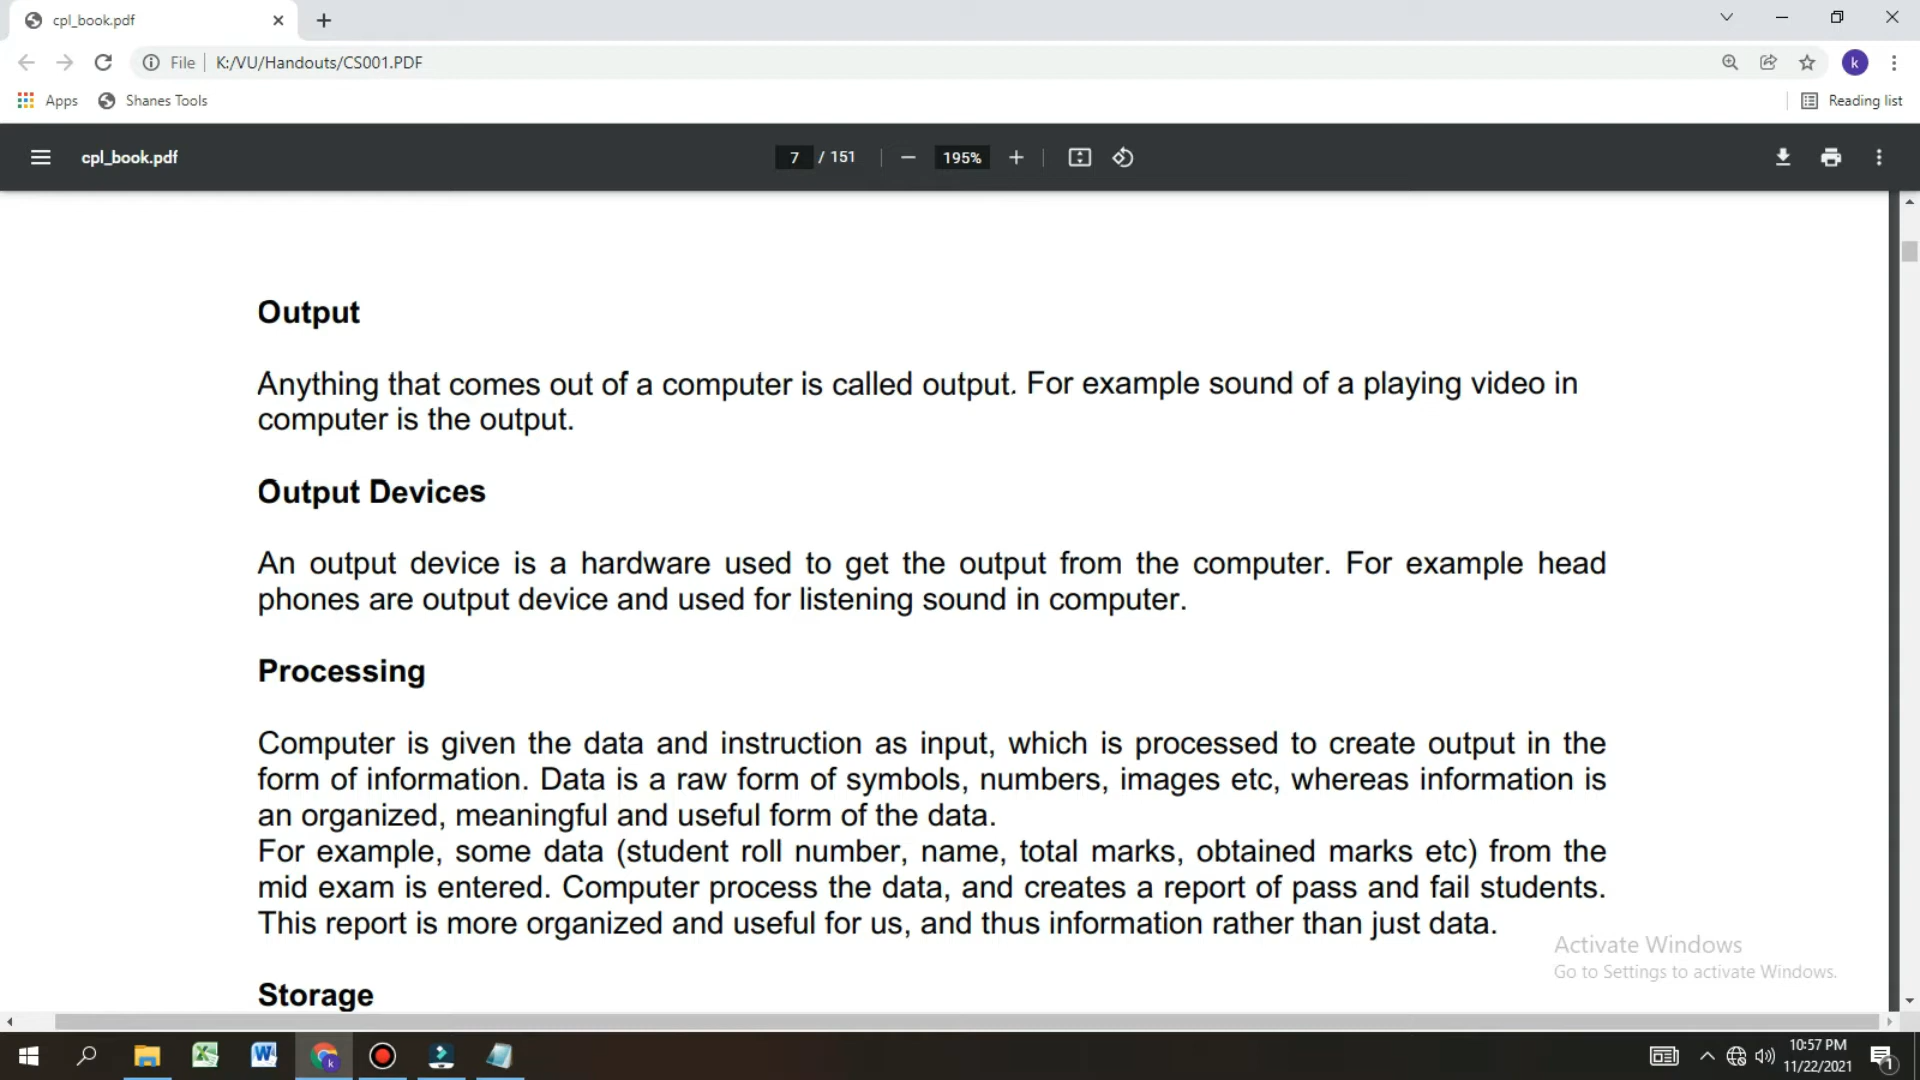 cpl_book.pdf
File
K:/VU/Handouts/CS001.PDF
k
Apps
Shanes Tools
Reading list
cpl_book.pdf
7 / 151
195%
Output
Anything that comes out of a computer is called output. For example sound of a playing video in
computer is the output.
Output Devices
An output device is a hardware used to get the output from the computer. For example head
phones are output device and used for listening sound in computer.
Processing
Computer is given the data and instruction as input, which is processed to create output in the
form of information. Data is a raw form of symbols, numbers, images etc, whereas information is
an organized, meaningful and useful form of the data.
For example, some data (student roll number, name, total marks, obtained marks etc) from the
mid exam is entered. Computer process the data, and creates a report of pass and fail students.
This report is more organized and useful for us, and thus information rather than just data.
Activate Windows
Go to Settings to activate Windows.
Storage
10:57 PM
11/22/2021
1